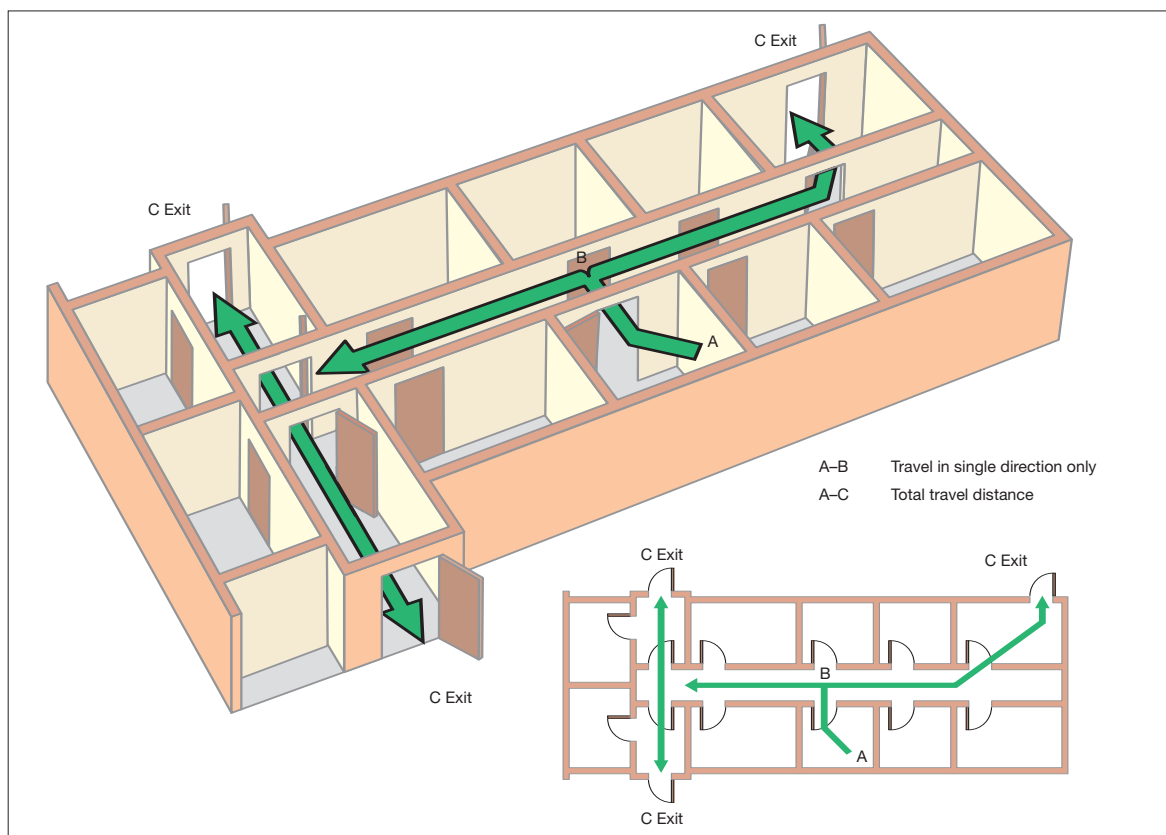 C Exit
C Exit
B
A
A–B Travel in single direction only
A–C Total travel distance
C Exit
C Exit
C Exit
B
A
C Exit